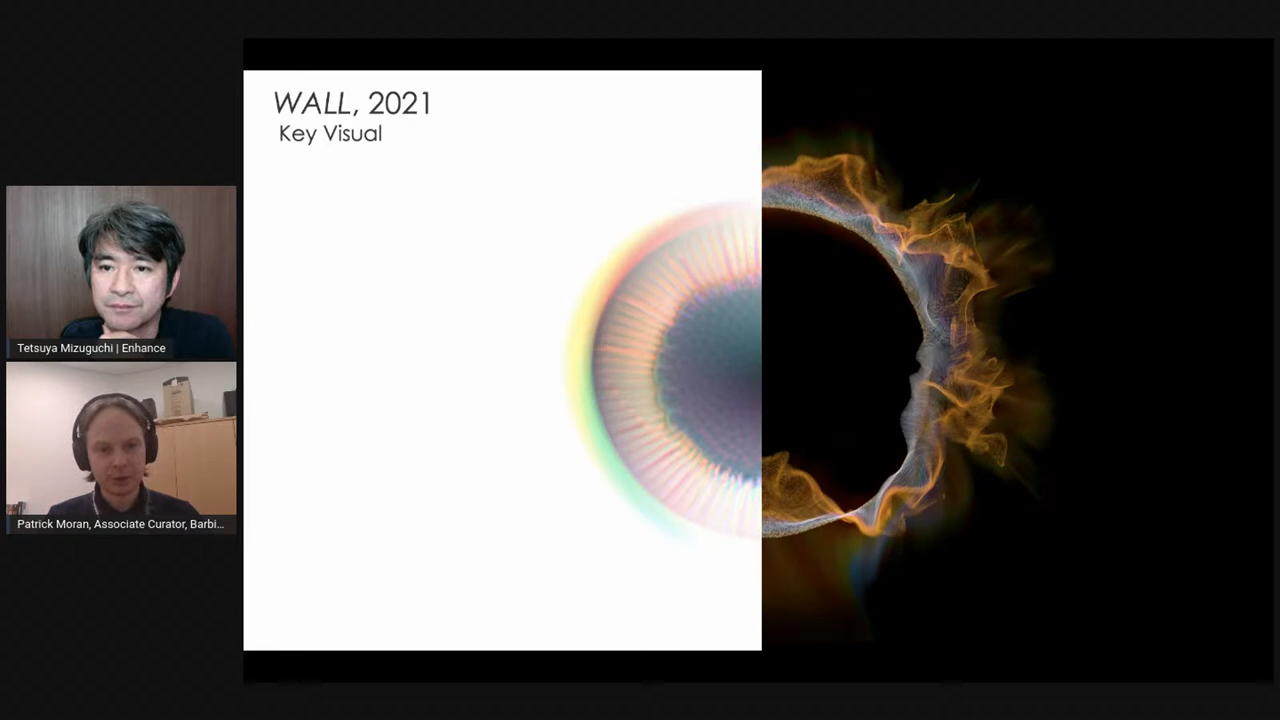 WALL, 2021
Key Visual
Tetsuya Mizuguchi | Enhance
Patrick Moran, Associate Curator, Barbi...